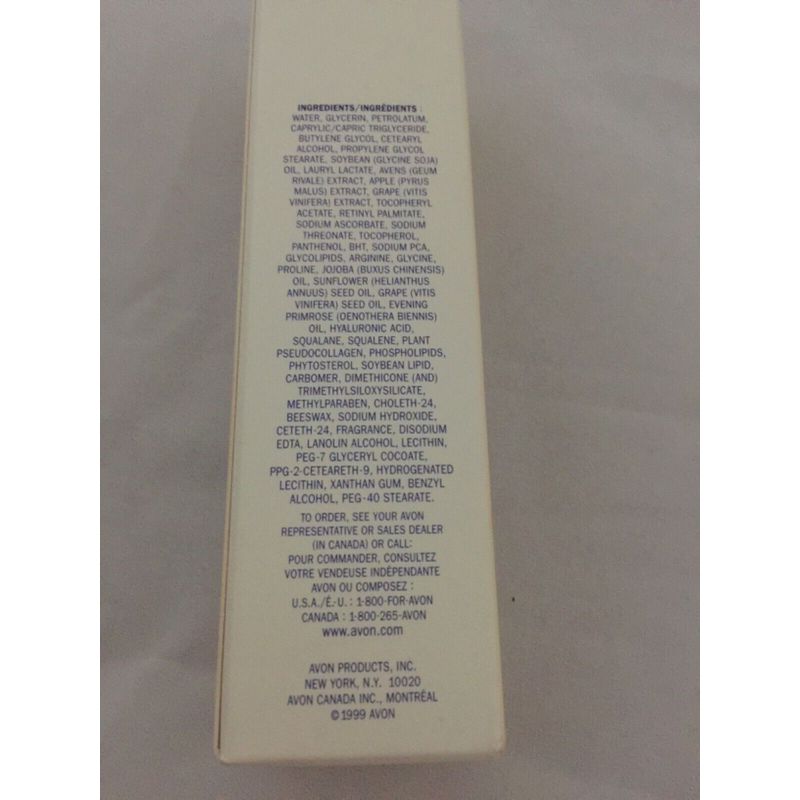 INGREDIENTS/INGRÉDIENTS :
WATER, GLYCERIN, PETROLATUM,
CAPRYLIC/CAPRIC TRIGLYCERIDE,
BUTYLENE GLYCOL, CETEARYL
ALCOHOL, PROPYLENE GLYCOL
STEARATE, SOYBEAN (GLYCINE SOJA)
OIL, LAURYL LACTATE, AVENS (GEUM
RIVALE) EXTRACT, APPLE (PYRUS
MALUS) EXTRACT, GRAPE (VITIS
VINIFERA) EXTRACT, TOCOPHERYL
ACETATE, RETINYL PALMITATE,
SODIUM ASCORBATE, SODIUM
THREONATE, TOCOPHEROL,
PANTHENOL, BHT, SODIUM PCA,
GLYCOLIPIDS, ARGININE, GLYCINE,
PROLINE, JOJOBA (BUXUS CHINENSIS)
OIL, SUNFLOWER (HELIANTHUS
ANNUUS) SEED OIL, GRAPE (VITIS
VINIFERA) SEED OIL, EVENING
PRIMROSE (OENOTHERA BIENNIS)
OIL, HYALURONIC ACID,
SQUALANE, SQUALENE, PLANT
PSEUDOCOLLAGEN, PHOSPHOLIPIDS,
PHYTOSTEROL, SOYBEAN LIPID,
CARBOMER, DIMETHICONE (AND)
TRIMETHYLSILOXYSILICATE,
METHYLPARABEN, CHOLETH-24,
BEESWAX, SODIUM HYDROXIDE,
CETETH-24, FRAGRANCE, DISODIUM
EDTA, LANOLIN ALCOHOL, LECITHIN,
PEG-7 GLYCERYL COCOATE,
PPG-2-CETEARETH-9, HYDROGENATED
LECITHIN, XANTHAN GUM, BENZYL
ALCOHOL, PEG-40 STEARATE.
TO ORDER, SEE YOUR AVON
REPRESENTATIVE OR SALES DEALER
(IN CANADA) OR CALL:
POUR COMMANDER, CONSULTEZ
VOTRE VENDEUSE INDÉPENDANTE
AVON OU COMPOSEZ :
U.S.A./É.-U. : 1-800-FOR-AVON
CANADA : 1-800-265-AVON
www.avon.com
AVON PRODUCTS, INC.
NEW YORK, N.Y. 10020
AVON CANADA INC., MONTRÉAL
© 1999 AVON